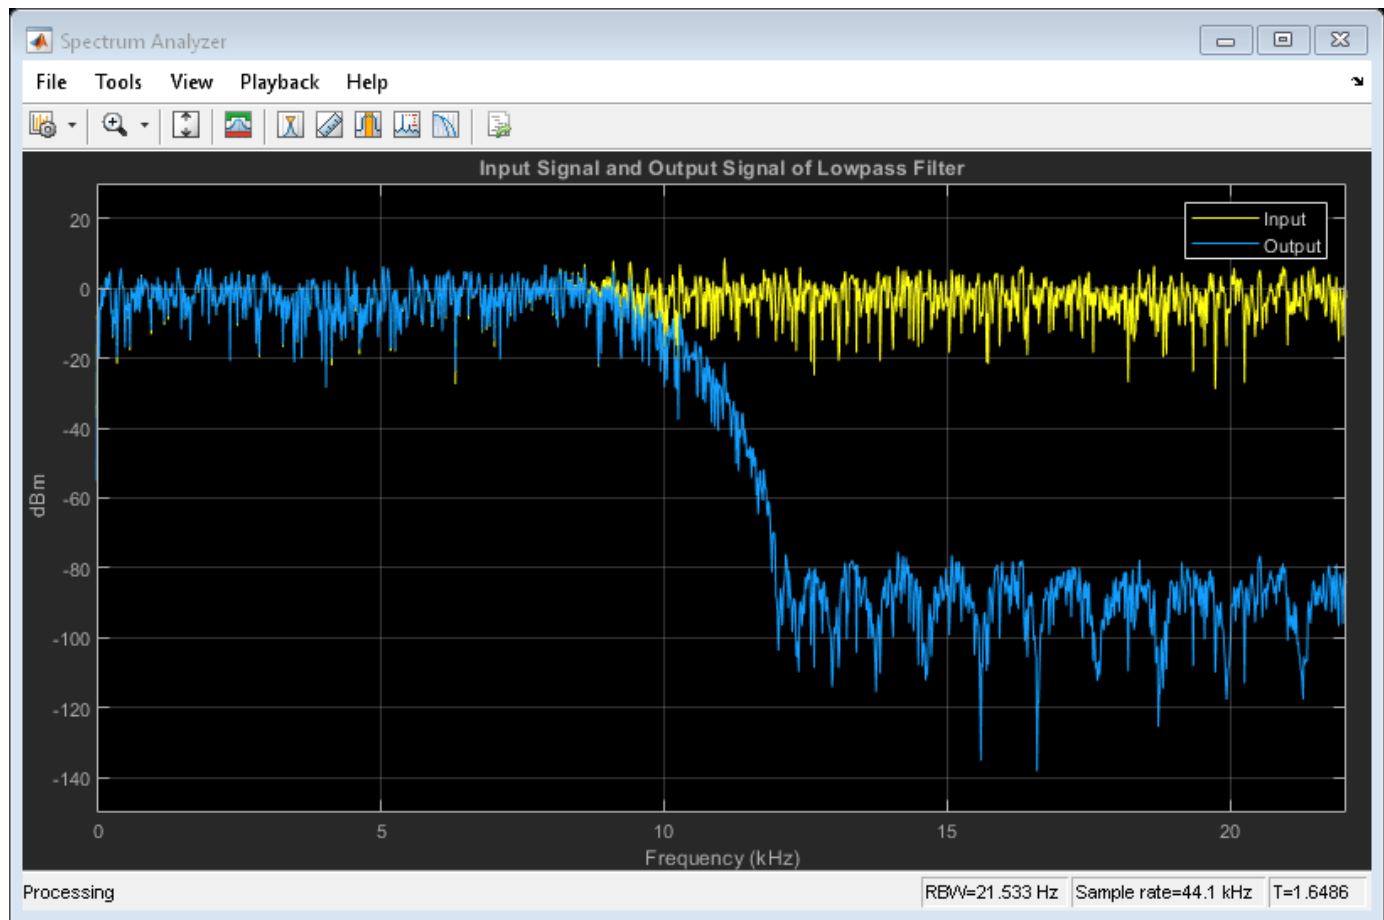 Spectrum Analyzer
File Tools View Playback Help
Input Signal and Output Signal of Lowpass Filter
Input
Output
20
0
-20
-40
-60
-80
-100
-120
-140
dBm
0 5 10 15 20
Frequency (kHz)
Processing RBW=21.533 Hz Sample rate=44.1 kHz T=1.6486